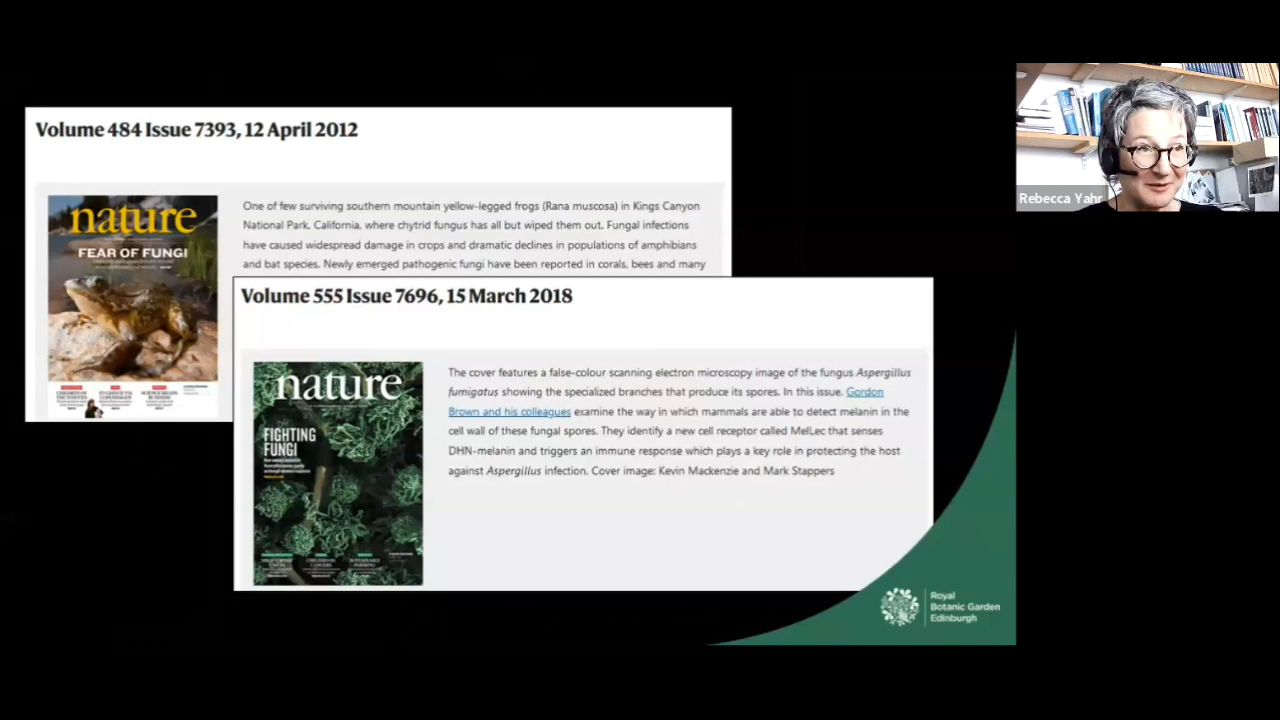 Volume 484 Issue 7393, 12 April 2012
nature
FEAR OF FUNGI
One of few surviving southern mountain yellow-legged frogs (Rana muscosa) in Kings Canyon
National Park, California, where chytrid fungus has all but wiped them out. Fungal infections
have caused widespread damage in crops and dramatic declines in populations of amphibians
and bat species. Newly emerged pathogenic fungi have been reported in corals, bees and many
Volume 555 Issue 7696, 15 March 2018
nature
FIGHTING
FUNGI
The cover features a false-colour scanning electron microscopy image of the fungus Aspergillus
fumigatus showing the specialized branches that produce its spores. In this issue, Gordon
Brown and his colleagues examine the way in which mammals are able to detect melanin in the
cell wall of these fungal spores. They identify a new cell receptor called MelLec that senses
DHN-melanin and triggers an immune response which plays a key role in protecting the host
against Aspergillus infection. Cover image: Kevin Mackenzie and Mark Stappers
Royal
Botanic Garden
Edinburgh
Rebecca Yahr